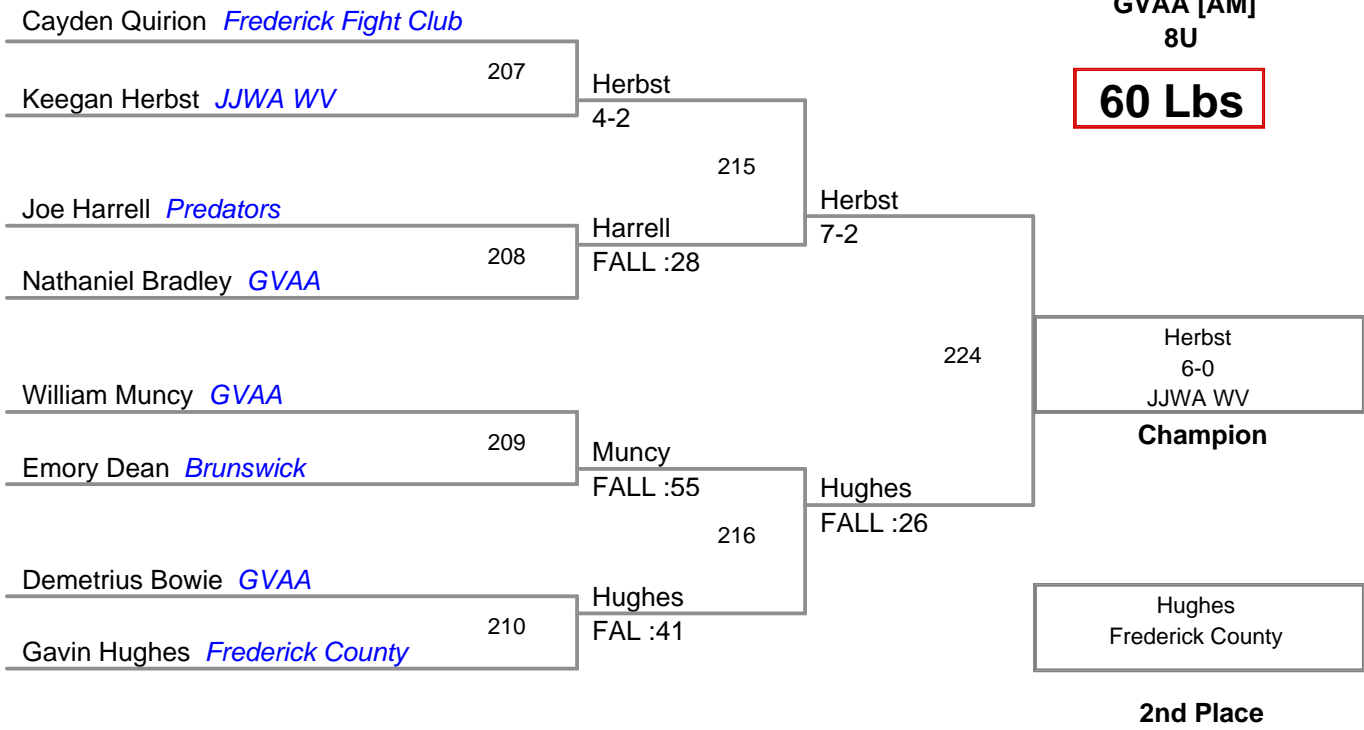 GVAA [AM]
8U
60 Lbs
Cayden Quirion Frederick Fight Club
207
Keegan Herbst JJWA WV
Herbst
4-2
215
Joe Harrell Predators
208
Nathaniel Bradley GVAA
Harrell
FALL :28
Herbst
7-2
224
William Muncy GVAA
209
Emory Dean Brunswick
Muncy
FALL :55
216
Demetrius Bowie GVAA
210
Gavin Hughes Frederick County
Hughes
FAL :41
Hughes
FALL :26
Herbst
6-0
JJWA WV
Champion
Hughes
Frederick County
2nd Place